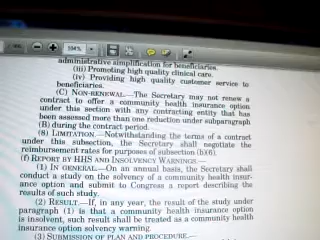 administrative simplification for beneficiaries.
(iii) Promoting high quality clinical care.
(iv) Providing high quality customer service to
beneficiaries.
(C) NON-RENEWAL.—The Secretary may not renew a
contract to offer a community health insurance option
under this section with any contracting entity that has
been assessed more than one reduction under subparagraph
(B) during the contract period.
(8) LIMITATION.—Notwithstanding the terms of a contract
under this subsection, the Secretary shall negotiate the
reimbursement rates for purposes of subsection (b)(6).
(f) REPORT BY HHS AND INSOLVENCY WARNINGS.—
(1) IN GENERAL.—On an annual basis, the Secretary shall
conduct a study on the solvency of a community health insur-
ance option and submit to Congress a report describing the
results of such study.
(2) RESULT.—If, in any year, the result of the study under
paragraph (1) is that a community health insurance option
is insolvent, such result shall be treated as a community health
insurance option solvency warning.
(3) SUBMISSION OF PLAN AND PROCEDURE.—